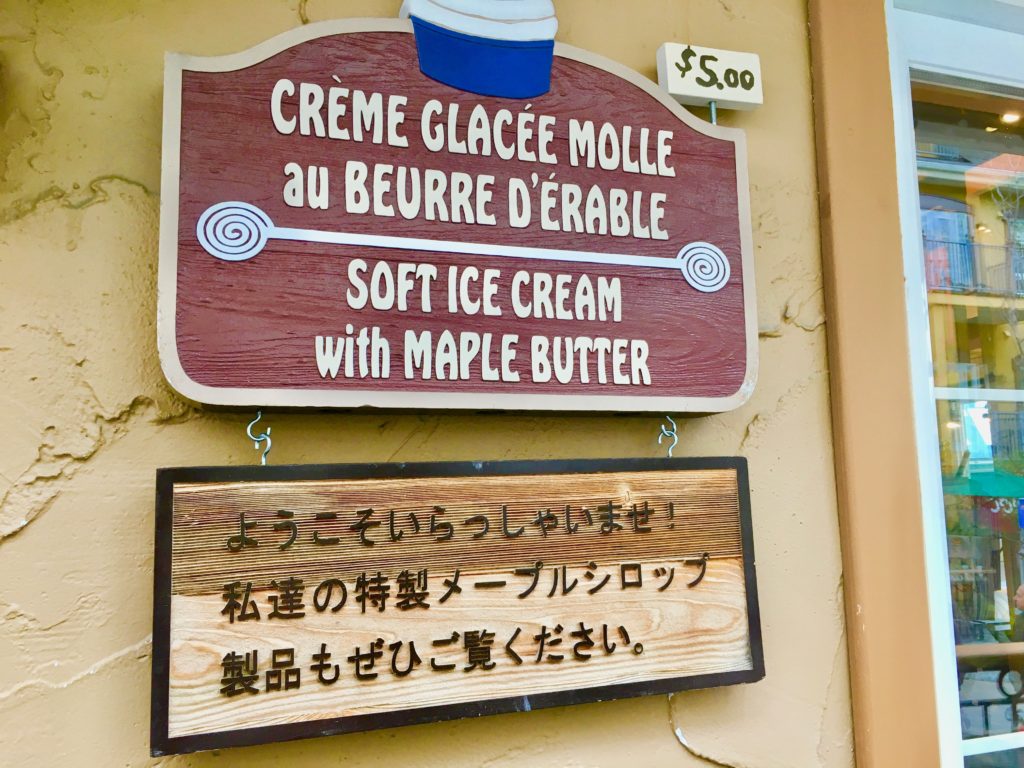 $5.00
CRÈME GLACÉE MOLLE
au BEURRE D'ÉRABLE
SOFT ICE CREAM
with MAPLE BUTTER
ようこそいらっしゃいませ!
私達の特製メープルシロップ
製品もぜひご覧ください。